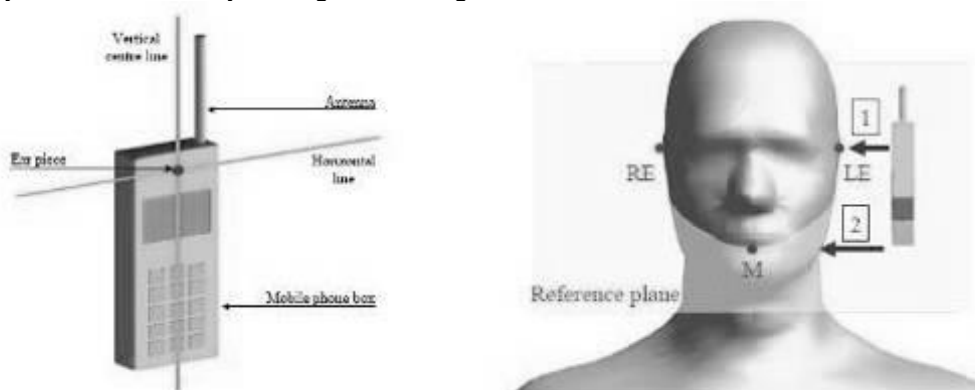 Vertical
centre line
Antenna
Ear piece
Horizontal
line
Mobile phone box
1
RE
LE
2
M
Reference plane